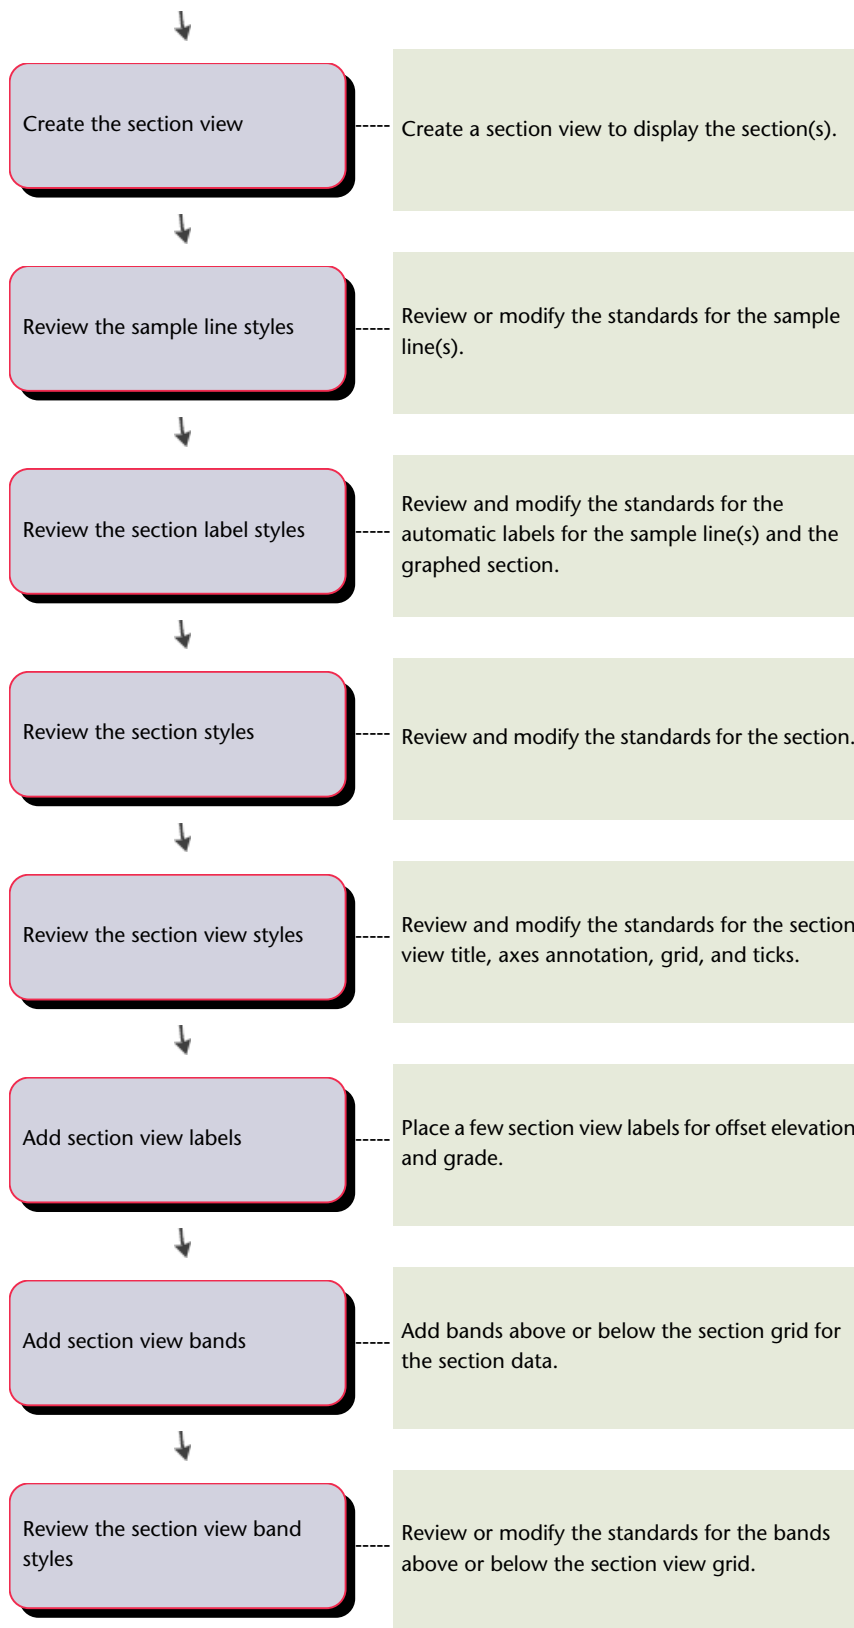 Create the section view
Create a section view to display the section(s).
Review the sample line styles
Review or modify the standards for the sample
line(s).
Review the section label styles
Review and modify the standards for the
automatic labels for the sample line(s) and the
graphed section.
Review the section styles
Review and modify the standards for the section.
Review the section view styles
Review and modify the standards for the section
view title, axes annotation, grid, and ticks.
Add section view labels
Place a few section view labels for offset elevation
and grade.
Add section view bands
Add bands above or below the section grid for
the section data.
Review the section view band
styles
Review or modify the standards for the bands
above or below the section view grid.